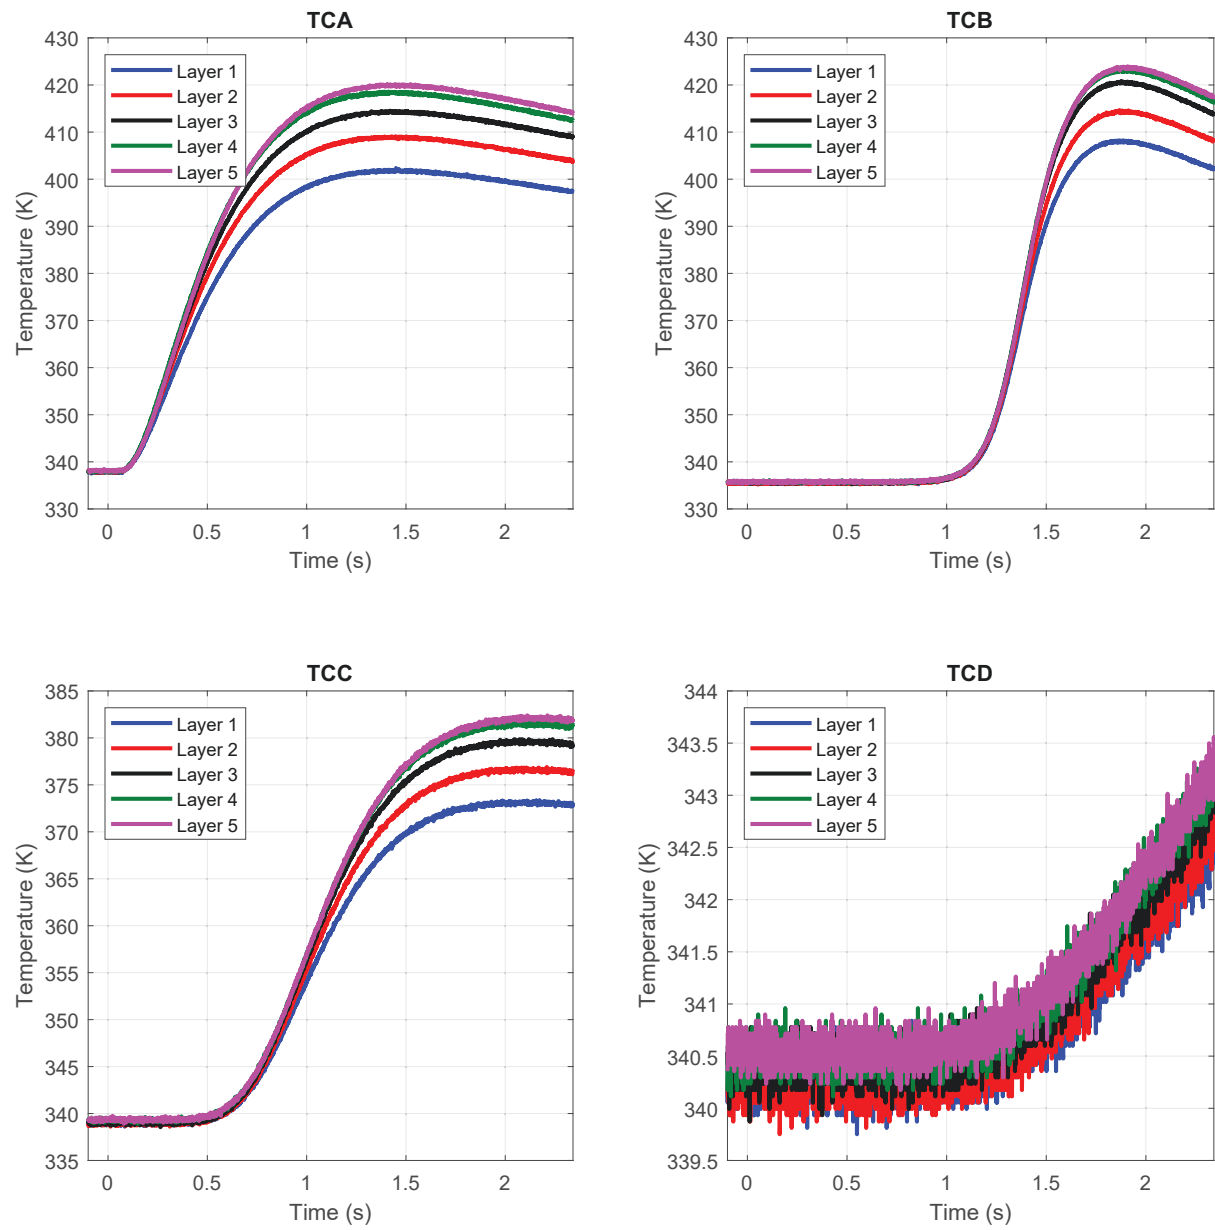 TCA
430
420
410
400
390
380
370
360
350
340
330
Temperature (K)
Layer 1
Layer 2
Layer 3
Layer 4
Layer 5
0 0.5 1 1.5 2
Time (s)
TCB
430
420
410
400
390
380
370
360
350
340
330
Temperature (K)
Layer 1
Layer 2
Layer 3
Layer 4
Layer 5
0 0.5 1 1.5 2
Time (s)
TCC
385
380
375
370
365
360
355
350
345
340
335
Temperature (K)
Layer 1
Layer 2
Layer 3
Layer 4
Layer 5
0 0.5 1 1.5 2
Time (s)
TCD
344
343.5
343
342.5
342
341.5
341
340.5
340
339.5
Temperature (K)
Layer 1
Layer 2
Layer 3
Layer 4
Layer 5
0 0.5 1 1.5 2
Time (s)